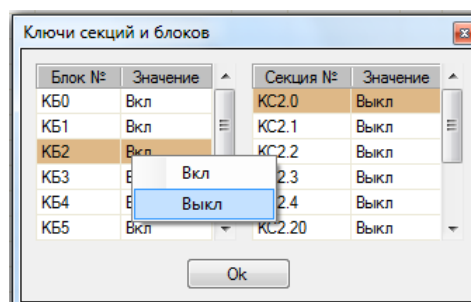 Ключи секций и блоков
Блок № Значение Секция № Значение
КБ0 Вкл КС2.0 Выкл
КБ1 Вкл КС2.1 Выкл
КБ2 Вкл КС2.2 Выкл
Вкл
КБ3 2.3 Выкл
Выкл
КБ4 2.4 Выкл
КБ5 Вкл КС2.20 Выкл
Ok